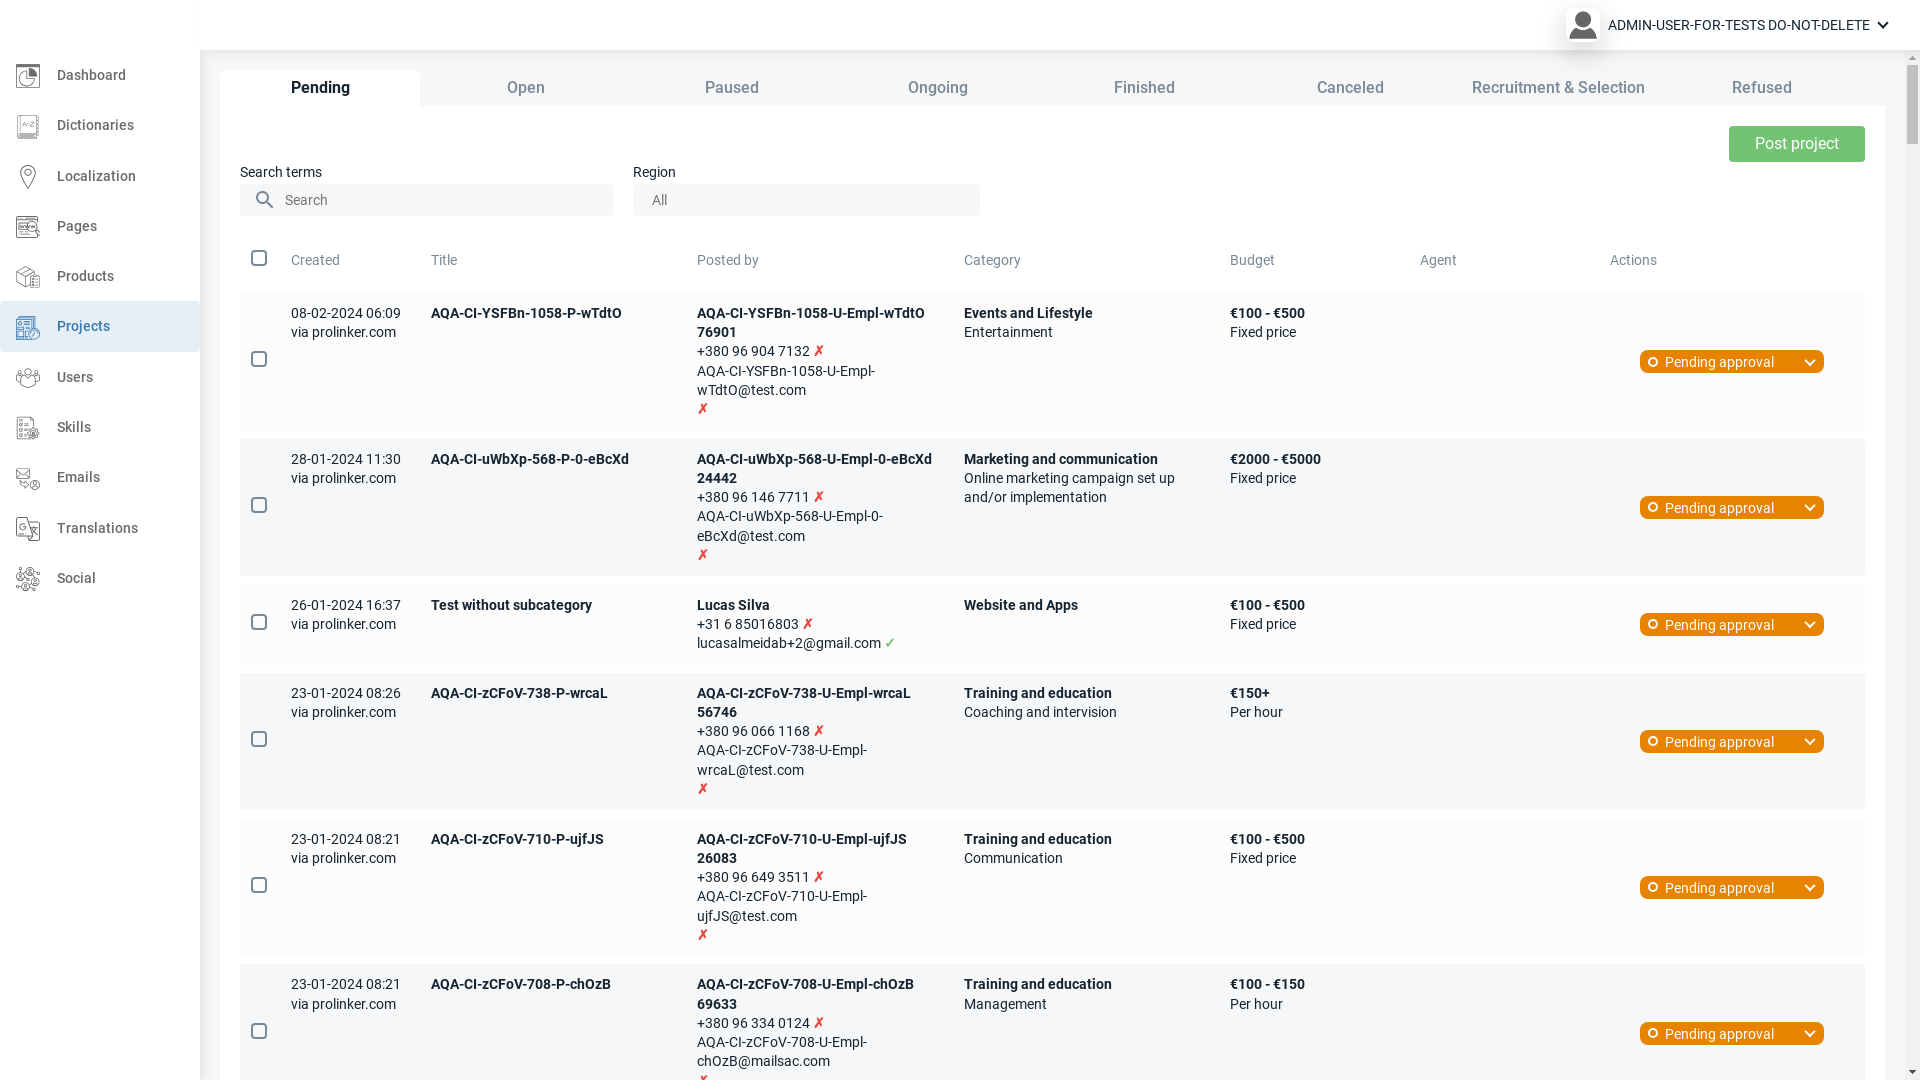 ADMIN-USER-FOR-TESTS DO-NOT-DELETE
Dashboard
Dictionaries
Localization
Pages
Products
Projects
Users
Skills
Emails
Translations
Social
Pending
Open
Paused
Ongoing
Finished
Canceled
Recruitment & Selection
Refused
Post project
Search terms
Search
Region
All
Created
Title
Posted by
Category
Budget
Agent
Actions
08-02-2024 06:09
via prolinker.com
AQA-CI-YSFBn-1058-P-wTdtO
AQA-CI-YSFBn-1058-U-Empl-wTdtO
76901
+380 96 904 7132 ✗
AQA-CI-YSFBn-1058-U-Empl-
wTdtO@test.com
✗
Events and Lifestyle
Entertainment
€100 - €500
Fixed price
Pending approval
28-01-2024 11:30
via prolinker.com
AQA-CI-uWbXp-568-P-0-eBcXd
AQA-CI-uWbXp-568-U-Empl-0-eBcXd
24442
+380 96 146 7711 ✗
AQA-CI-uWbXp-568-U-Empl-0-
eBcXd@test.com
✗
Marketing and communication
Online marketing campaign set up
and/or implementation
€2000 - €5000
Fixed price
Pending approval
26-01-2024 16:37
via prolinker.com
Test without subcategory
Lucas Silva
+31 6 85016803 ✗
lucasalmeidab+2@gmail.com ✓
Website and Apps
€100 - €500
Fixed price
Pending approval
23-01-2024 08:26
via prolinker.com
AQA-CI-zCFoV-738-P-wrcaL
AQA-CI-zCFoV-738-U-Empl-wrcaL
56746
+380 96 066 1168 ✗
AQA-CI-zCFoV-738-U-Empl-
wrcaL@test.com
✗
Training and education
Coaching and intervision
€150+
Per hour
Pending approval
23-01-2024 08:21
via prolinker.com
AQA-CI-zCFoV-710-P-ujfJS
AQA-CI-zCFoV-710-U-Empl-ujfJS
26083
+380 96 649 3511 ✗
AQA-CI-zCFoV-710-U-Empl-
ujfJS@test.com
✗
Training and education
Communication
€100 - €500
Fixed price
Pending approval
23-01-2024 08:21
via prolinker.com
AQA-CI-zCFoV-708-P-chOzB
AQA-CI-zCFoV-708-U-Empl-chOzB
69633
+380 96 334 0124 ✗
AQA-CI-zCFoV-708-U-Empl-
chOzB@mailsac.com
✗
Training and education
Management
€100 - €150
Per hour
Pending approval